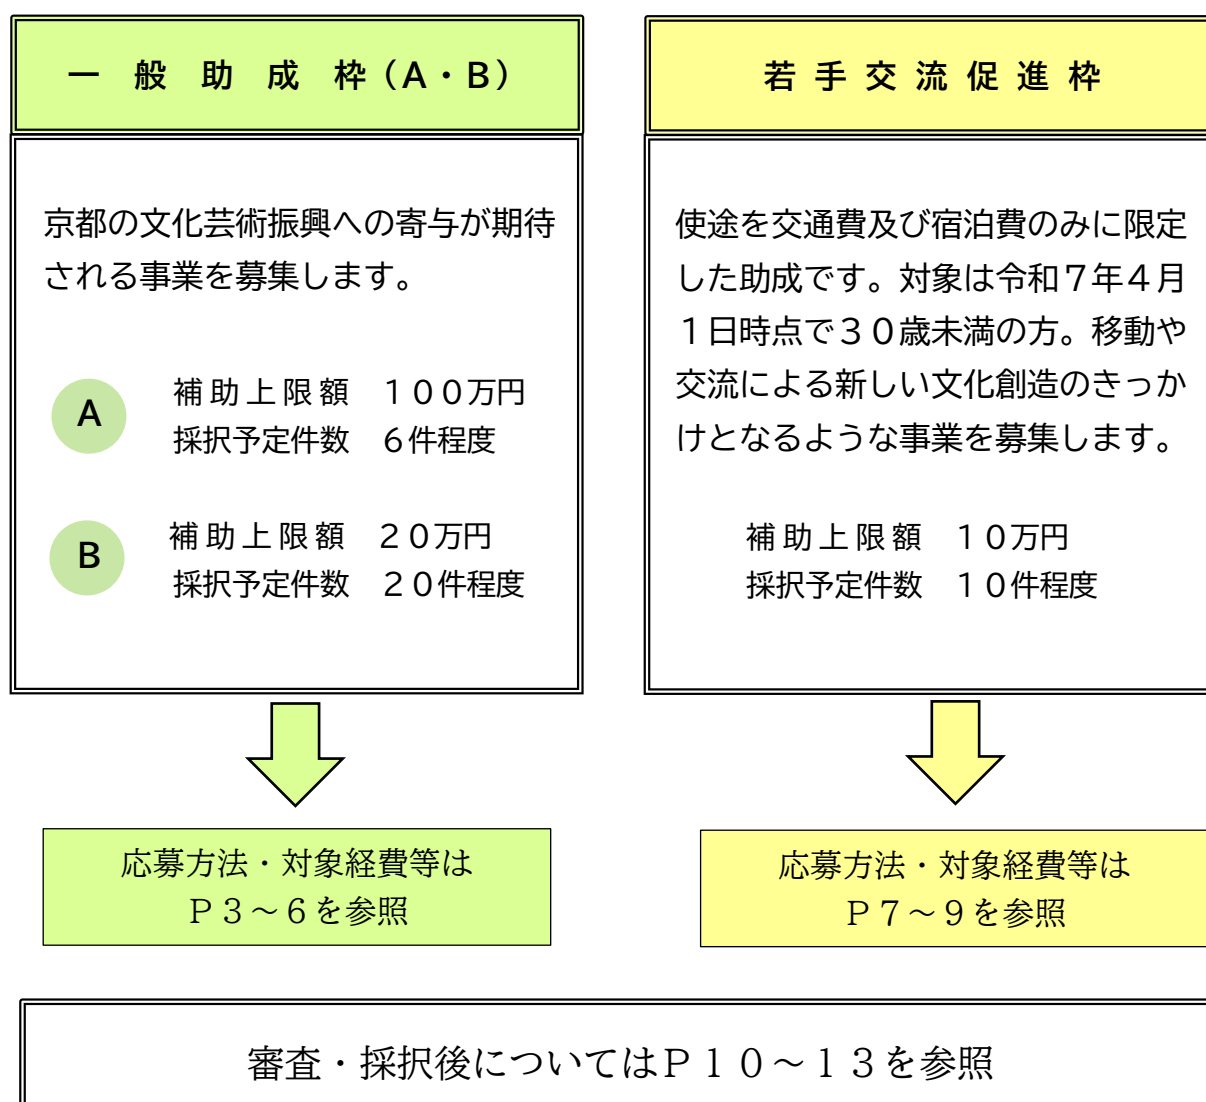 一般助成枠（A・B）
京都の文化芸術振興への寄与が期待
される事業を募集します。
A
補助上限額　１００万円
採択予定件数　６件程度
B
補助上限額　２０万円
採択予定件数　２０件程度
応募方法・対象経費等は
Ｐ３～６を参照
若手交流促進枠
使途を交通費及び宿泊費のみに限定
した助成です。対象は令和７年４月
１日時点で３０歳未満の方。移動や
交流による新しい文化創造のきっか
けとなるような事業を募集します。
補助上限額　１０万円
採択予定件数　１０件程度
応募方法・対象経費等は
Ｐ７～９を参照
審査・採択後についてはＰ１０～１３を参照